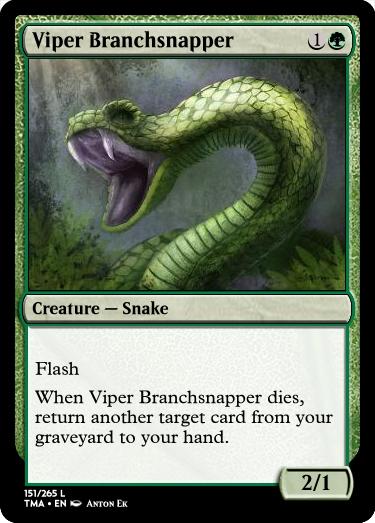 Viper Branchsnapper 1
Creature — Snake
Flash
When Viper Branchsnapper dies,
return another target card from your
graveyard to your hand.
2/1
151/265 L
TMA • EN Anton Ek